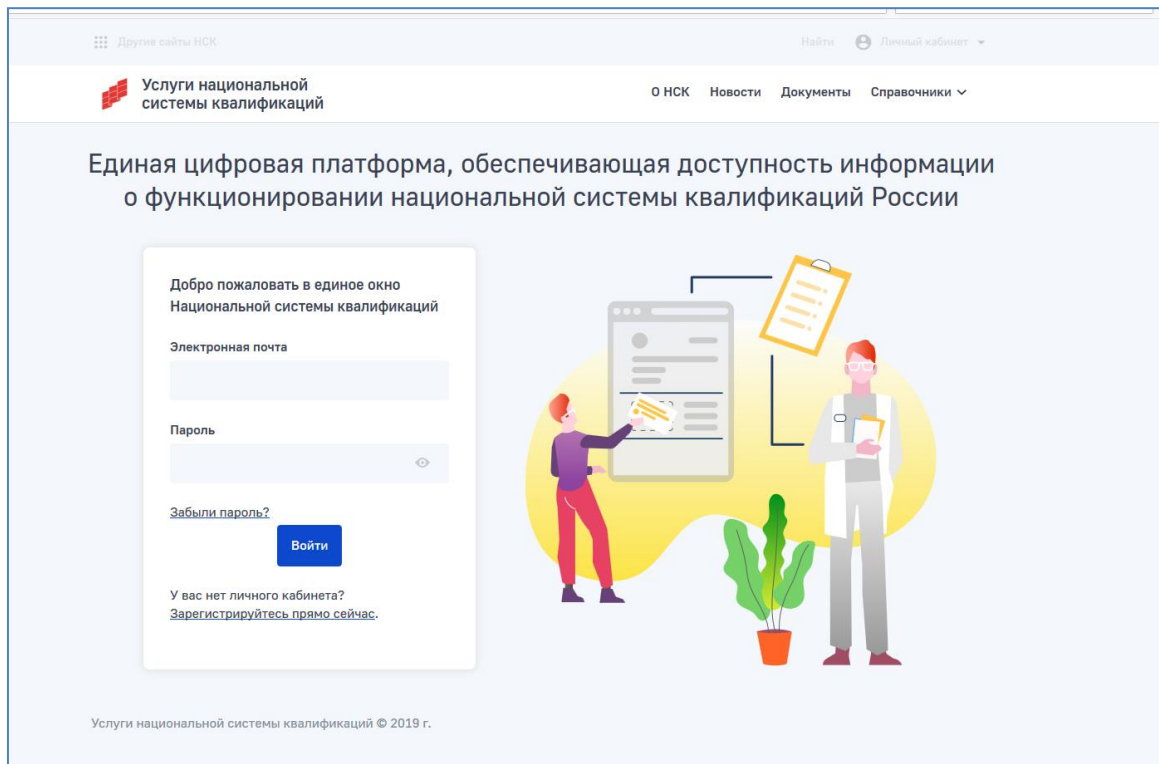 Другие сайты НСК
Найти
Личный кабинет
Услуги национальной
системы квалификаций
О НСК
Новости
Документы
Справочники
Единая цифровая платформа, обеспечивающая доступность информации
о функционировании национальной системы квалификаций России
Добро пожаловать в единое окно
Национальной системы квалификаций
Электронная почта
Пароль
Забыли пароль?
Войти
У вас нет личного кабинета?
Зарегистрируйтесь прямо сейчас.
Услуги национальной системы квалификаций © 2019 г.